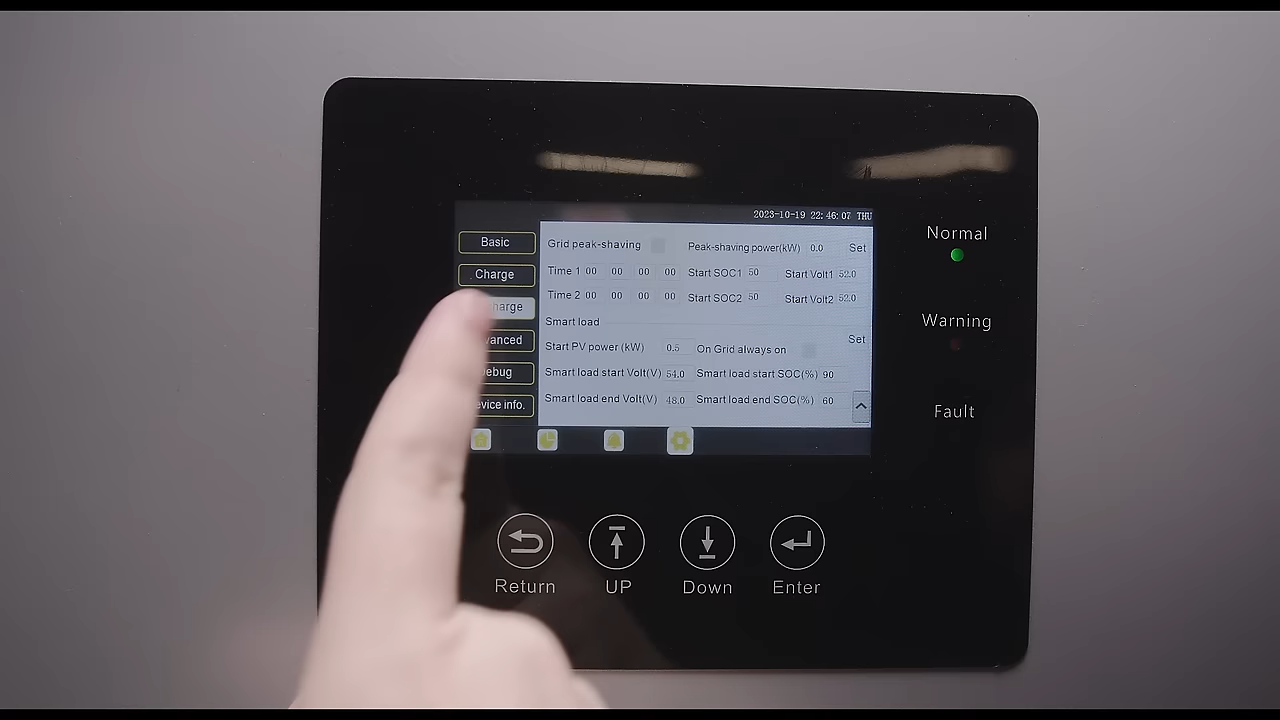 2023-10-19 22:46:07 THU
Basic
Charge
Grid peak-shaving Peak-shaving power(kW) 0.0 Set
Time 1 00 00 00 00 Start SOC1 50 Start Volt1 52.0
Time 2 00 00 00 00 Start SOC2 50 Start Volt2 52.0
Smart load
Start PV power (kW) 0.5 On Grid always on Set
Smart load start Volt(V) 54.0 Smart load start SOC(%) 90
Smart load end Volt(V) 48.0 Smart load end SOC(%) 60
info.
Normal
Warning
Fault
Return UP Down Enter